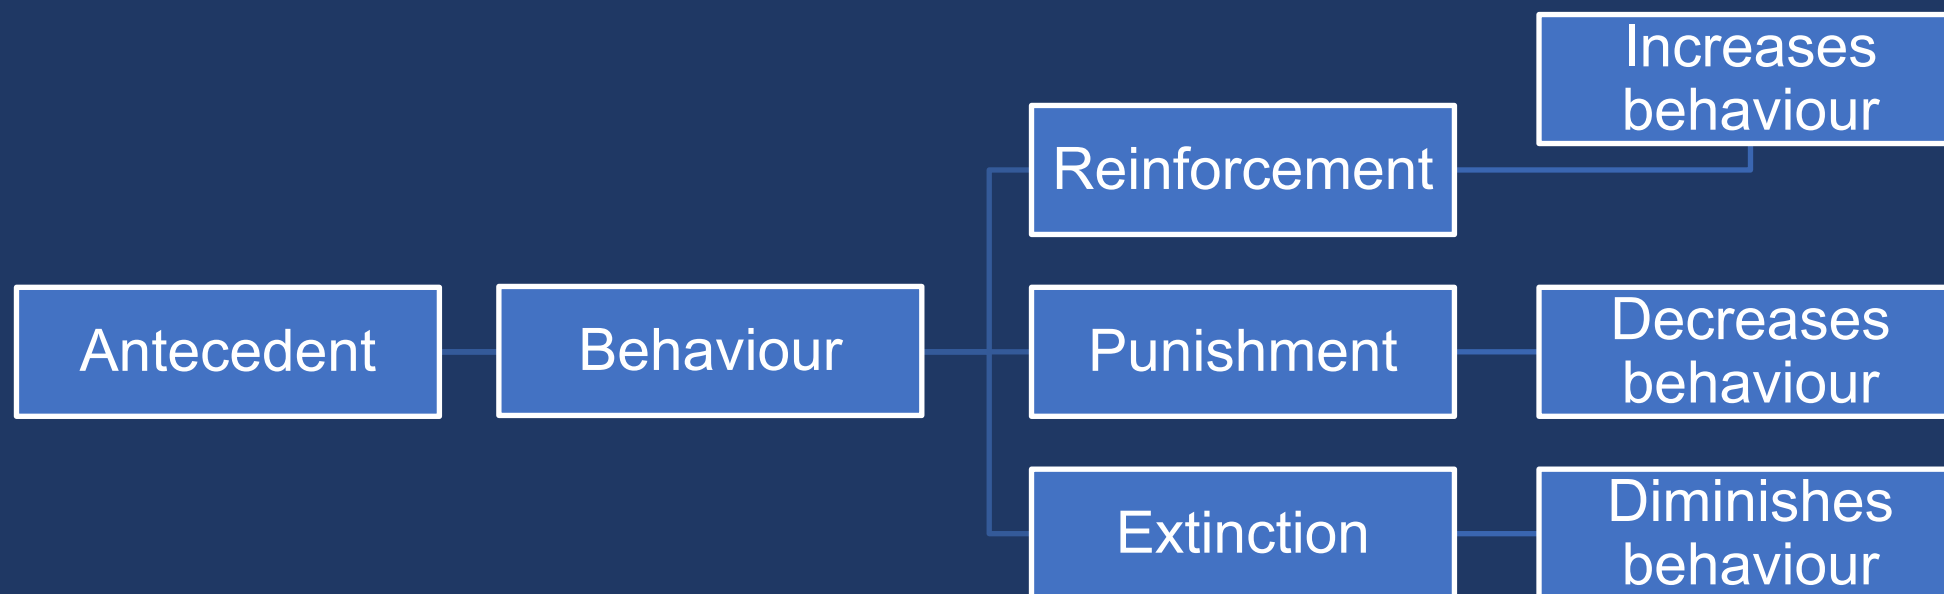 Antecedent
Behaviour
Reinforcement
Increases
behaviour
Punishment
Decreases
behaviour
Extinction
Diminishes
behaviour